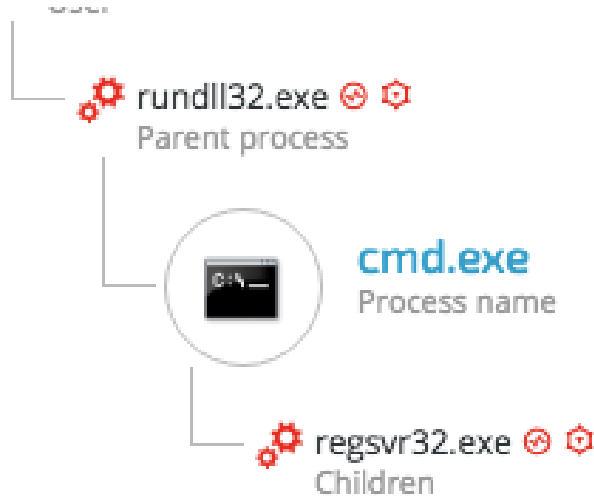 rundll32.exe
Parent process
C:\_
cmd.exe
Process name
regsvr32.exe
Children